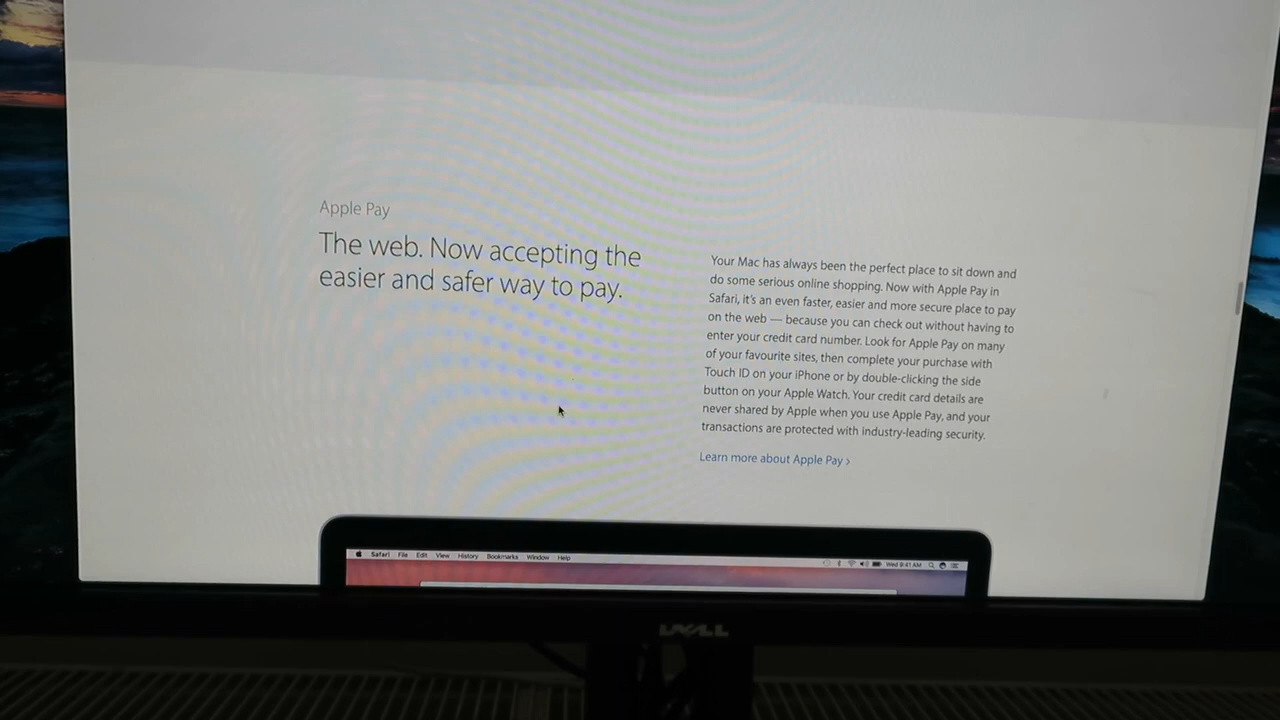 Apple Pay
The web. Now accepting the
easier and safer way to pay.
Your Mac has always been the perfect place to sit down and
do some serious online shopping. Now with Apple Pay in
Safari, it's an even faster, easier and more secure place to pay
on the web — because you can check out without having to
enter your credit card number. Look for Apple Pay on many
of your favourite sites, then complete your purchase with
Touch ID on your iPhone or by double-clicking the side
button on your Apple Watch. Your credit card details are
never shared by Apple when you use Apple Pay, and your
transactions are protected with industry-leading security.
Learn more about Apple Pay ›
Safari File Edit View History Bookmarks Window Help Wed 9:41 AM
DELL